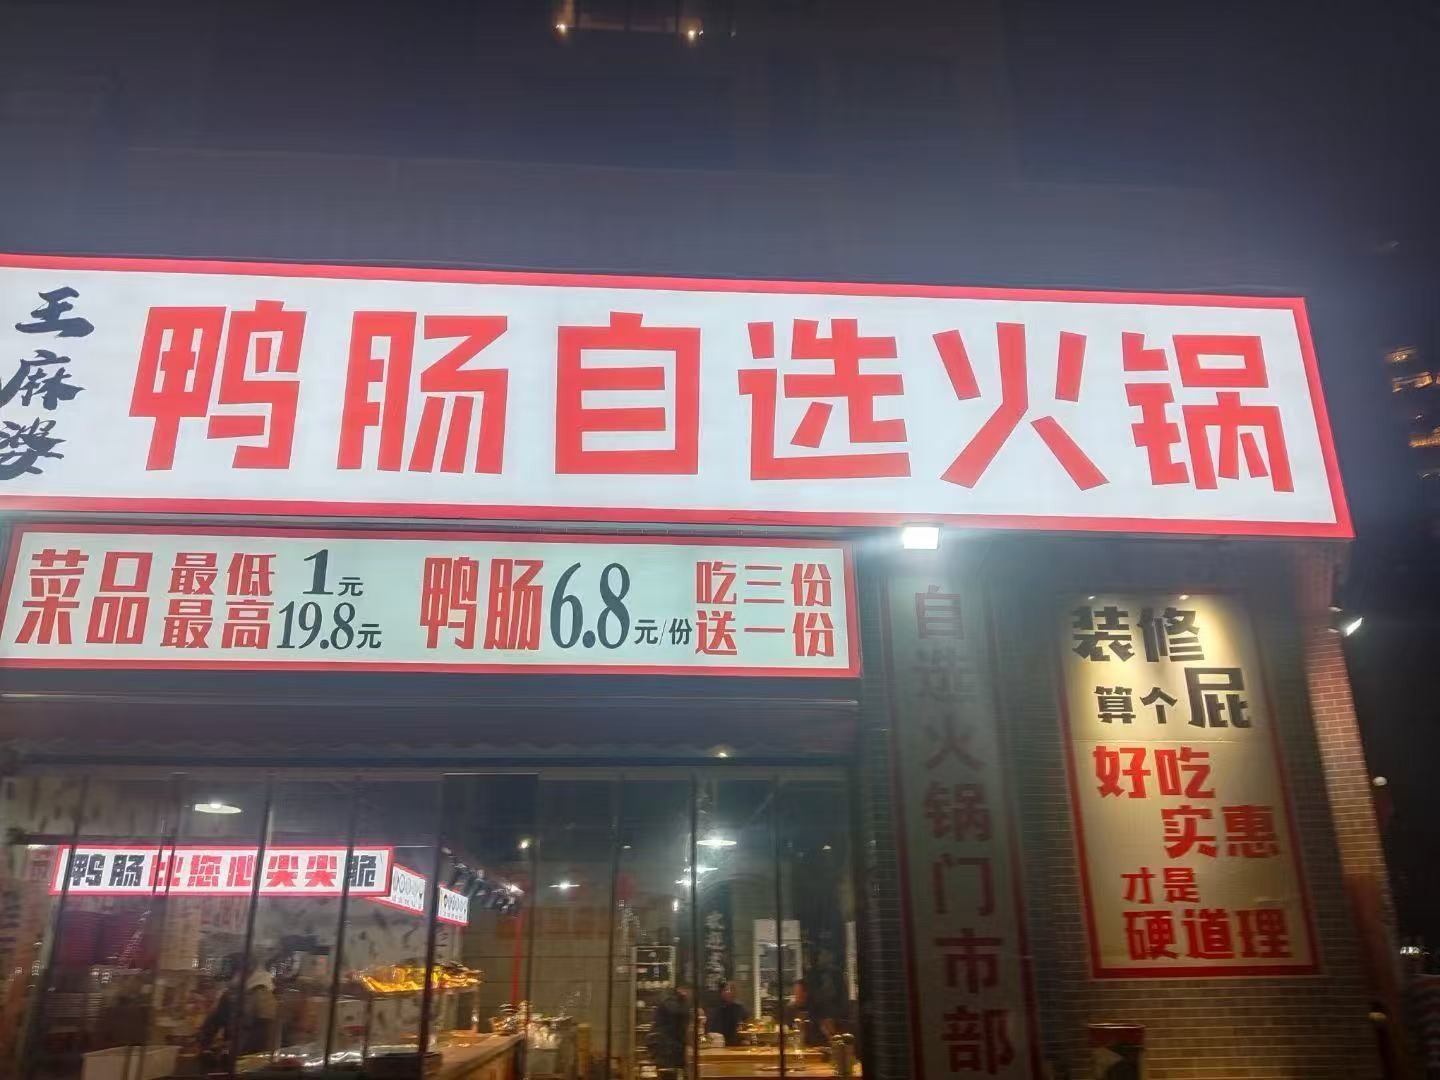 王麻婆
鸭肠自选火锅
菜品
最低1元
最高19.8元
鸭肠6.8元/份
吃三份
送一份
自选火锅门市部
装修
算个屁
好吃
实惠
才是
硬道理
鸭肠比您心尖尖脆